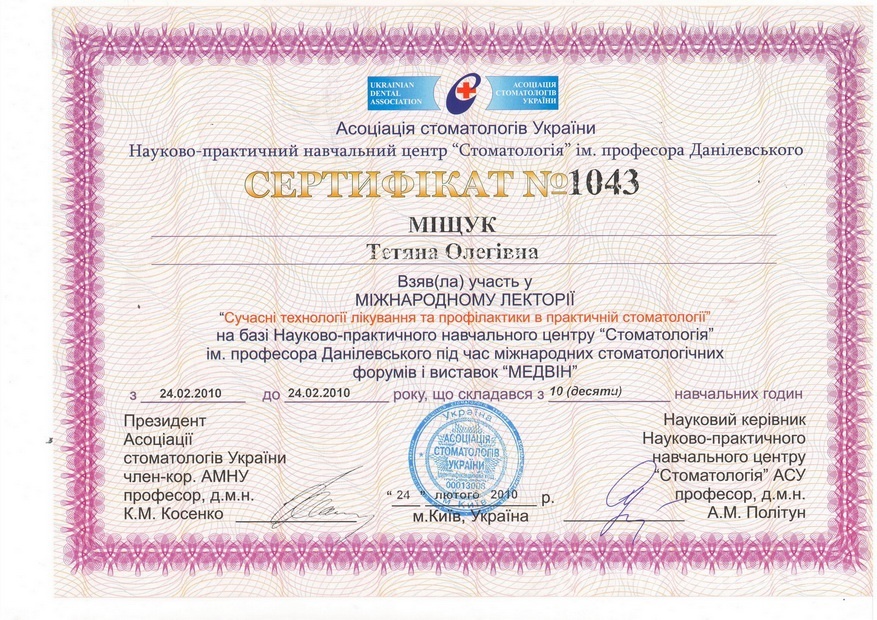 UKRAINIAN
DENTAL
ASSOCIATION
АСОЦІАЦІЯ
СТОМАТОЛОГІВ
УКРАЇНИ
Асоціація стоматологів України
Науково-практичний навчальний центр “Стоматологія” ім. професора Данілевського
СЕРТИФІКАТ №1043
МІЩУК
Тетяна Олегівна
Взяв(ла) участь у
МІЖНАРОДНОМУ ЛЕКТОРІЇ
“Сучасні технології лікування та профілактики в практичній стоматології”
на базі Науково-практичного навчального центру “Стоматологія”
ім. професора Данілевського під час міжнародних стоматологічних
форумів і виставок “МЕДВІН”
з 24.02.2010 до 24.02.2010 року, що складався з 10 (десяти) навчальних годин
Президент
Асоціації
стоматологів України
член-кор. АМНУ
професор, д.м.н.
К.М. Косенко
Україна
АСОЦІАЦІЯ
СТОМАТОЛОГІВ
УКРАЇНИ
00013008
м. Київ
“ 24 ” лютого 2010 р.
м.Київ, Україна
Науковий керівник
Науково-практичного
навчального центру
“Стоматологія” АСУ
професор, д.м.н.
А.М. Політун